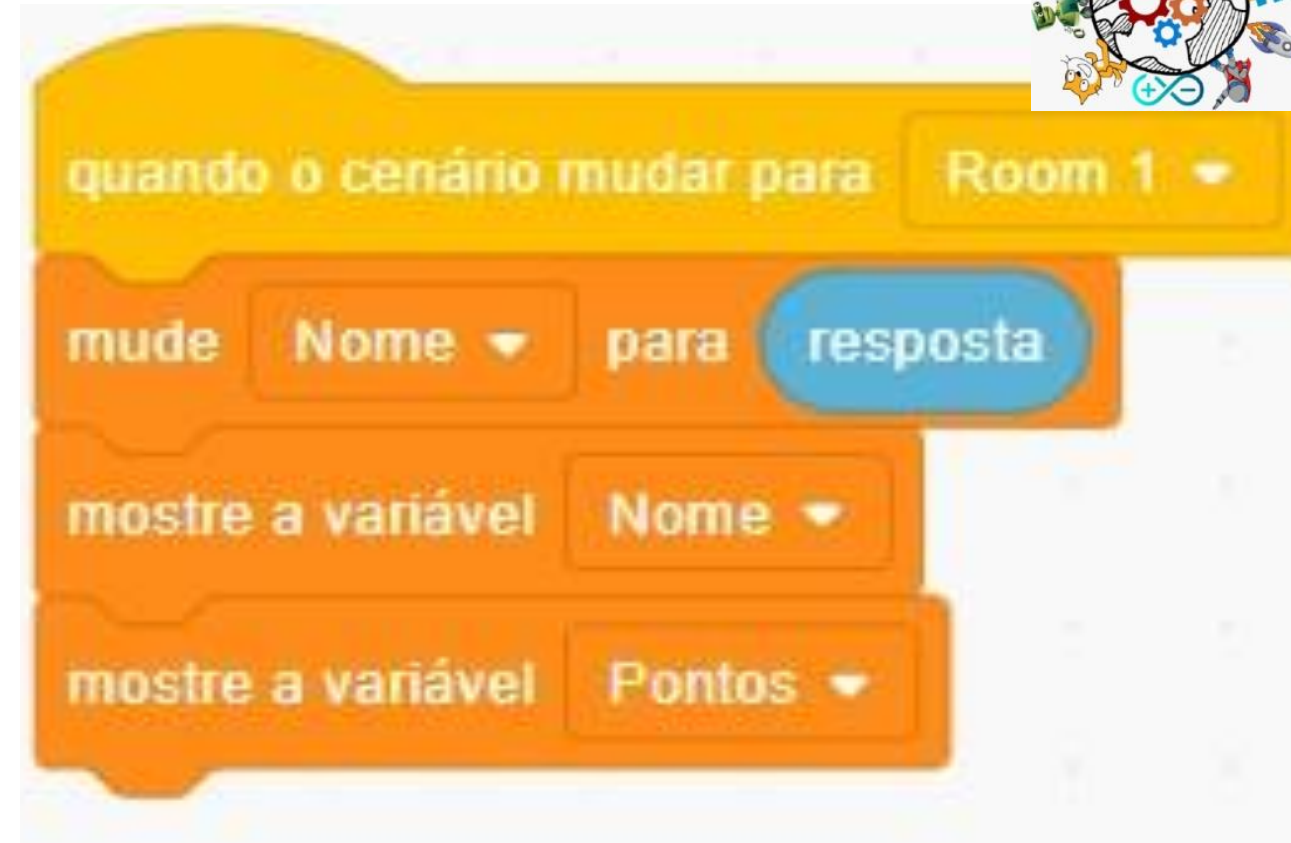 quando o cenário mudar para Room 1
mude Nome para resposta
mostre a variável Nome
mostre a variável Pontos